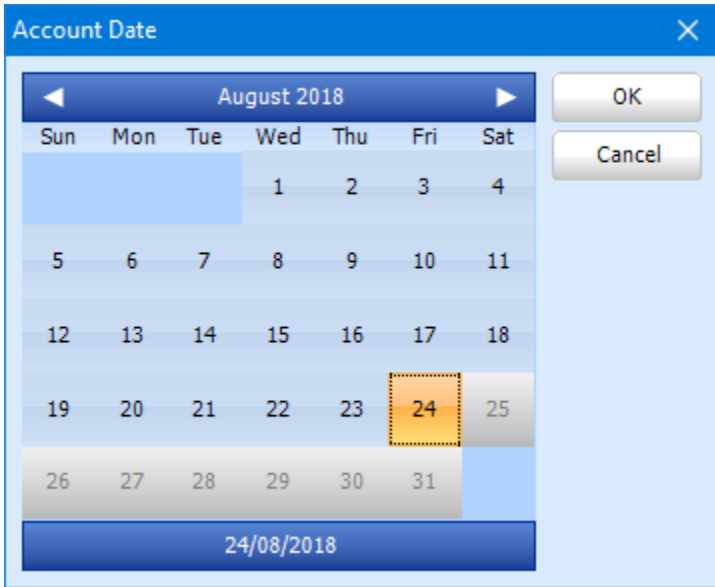 Account Date
August 2018
OK
Sun Mon Tue Wed Thu Fri Sat
Cancel
1 2 3 4
5 6 7 8 9 10 11
12 13 14 15 16 17 18
19 20 21 22 23 24 25
26 27 28 29 30 31
24/08/2018